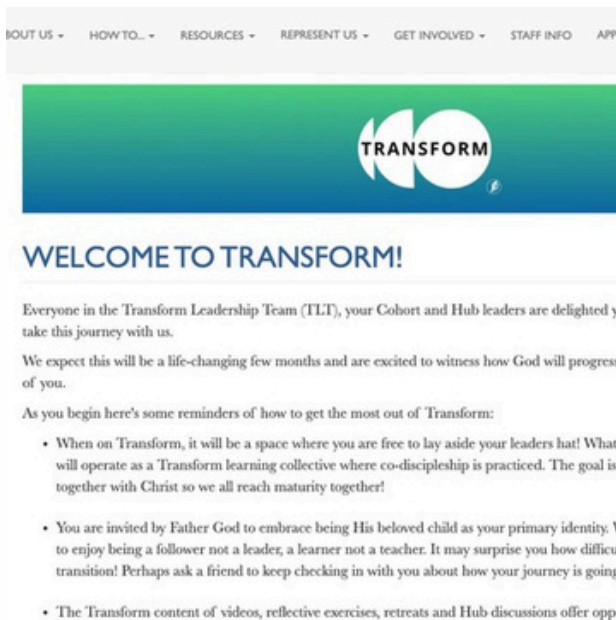 BOUT US HOW TO... RESOURCES REPRESENT US GET INVOLVED STAFF INFO APP
TRANSFORM
WELCOME TO TRANSFORM!
Everyone in the Transform Leadership Team (TLT), your Cohort and Hub leaders are delighted y
take this journey with us.
We expect this will be a life-changing few months and are excited to witness how God will progress
of you.
As you begin here's some reminders of how to get the most out of Transform:
• When on Transform, it will be a space where you are free to lay aside your leaders hat! What
will operate as a Transform learning collective where co-discipleship is practiced. The goal is
together with Christ so we all reach maturity together!
• You are invited by Father God to embrace being His beloved child as your primary identity. W
to enjoy being a follower not a leader, a learner not a teacher. It may surprise you how difficu
transition! Perhaps ask a friend to keep checking in with you about how your journey is going
• The Transform content of videos, reflective exercises, retreats and Hub discussions offer opp